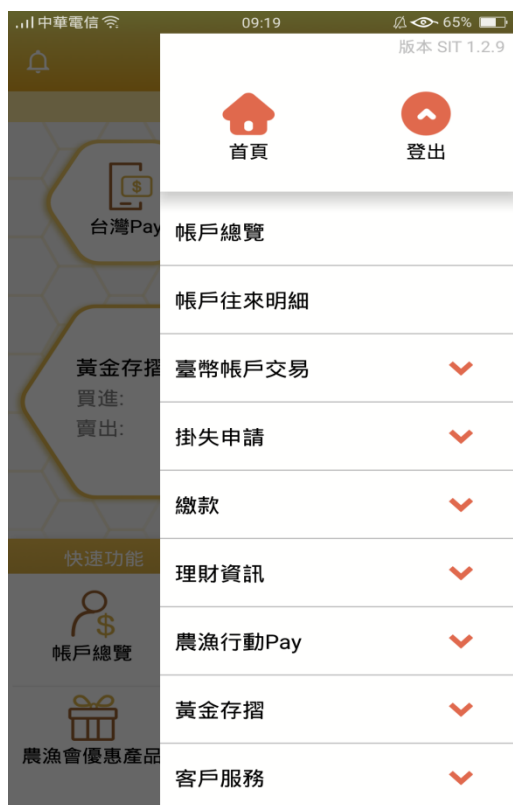 中華電信 09:19 65%
版本 SIT 1.2.9
首頁 登出
台灣Pay
帳戶總覽
帳戶往來明細
黃金存摺
買進:
賣出:
臺幣帳戶交易
掛失申請
繳款
快速功能
理財資訊
帳戶總覽
農漁行動Pay
黃金存摺
農漁會優惠產品
客戶服務